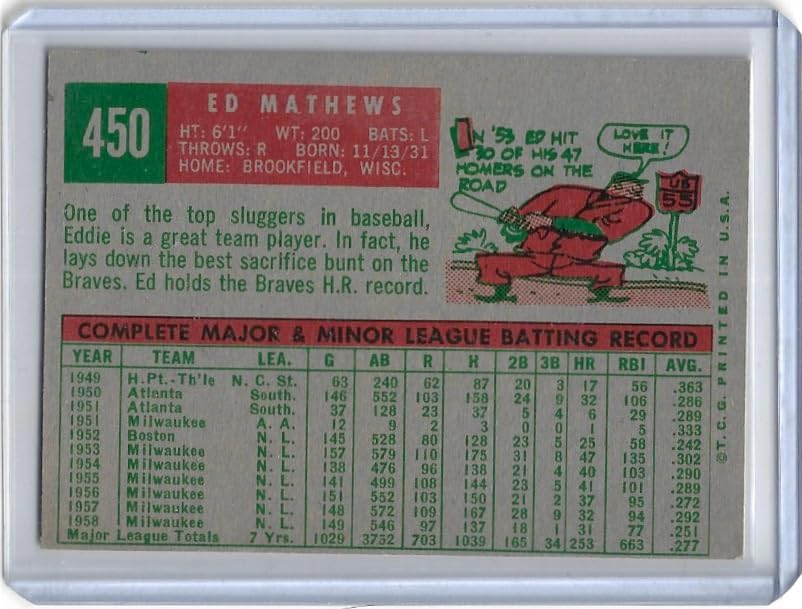 450
ED MATHEWS
HT: 6'1" WT: 200 BATS: L
THROWS: R BORN: 11/13/31
HOME: BROOKFIELD, WISC.
IN '53 ED HIT
30 OF HIS 47
HOMERS ON THE
ROAD
LOVE IT
HERE!
US
55
One of the top sluggers in baseball,
Eddie is a great team player. In fact, he
lays down the best sacrifice bunt on the
Braves. Ed holds the Braves H.R. record.
COMPLETE MAJOR & MINOR LEAGUE BATTING RECORD
YEAR TEAM LEA. G AB R H 2B 3B HR RBI AVG.
1949 H.Pt.-Th'le N. C. St. 63 240 62 87 20 3 17 56 .363
1950 Atlanta South. 146 552 103 158 24 9 32 106 .286
1951 Atlanta South. 37 128 23 37 5 4 6 29 .289
1951 Milwaukee A. A. 12 9 2 3 0 0 1 5 .333
1952 Boston N. L. 145 528 80 128 23 5 25 58 .242
1953 Milwaukee N. L. 157 579 110 175 31 8 47 135 .302
1954 Milwaukee N. L. 138 476 96 138 21 4 40 103 .290
1955 Milwaukee N. L. 141 499 108 144 23 5 41 101 .289
1956 Milwaukee N. L. 151 552 103 150 21 2 37 95 .272
1957 Milwaukee N. L. 148 572 109 167 28 9 32 94 .292
1958 Milwaukee N. L. 149 546 97 137 18 1 31 77 .251
Major League Totals 7 Yrs. 1029 3752 703 1039 165 34 253 663 .277
©T.C.G. PRINTED IN U.S.A.